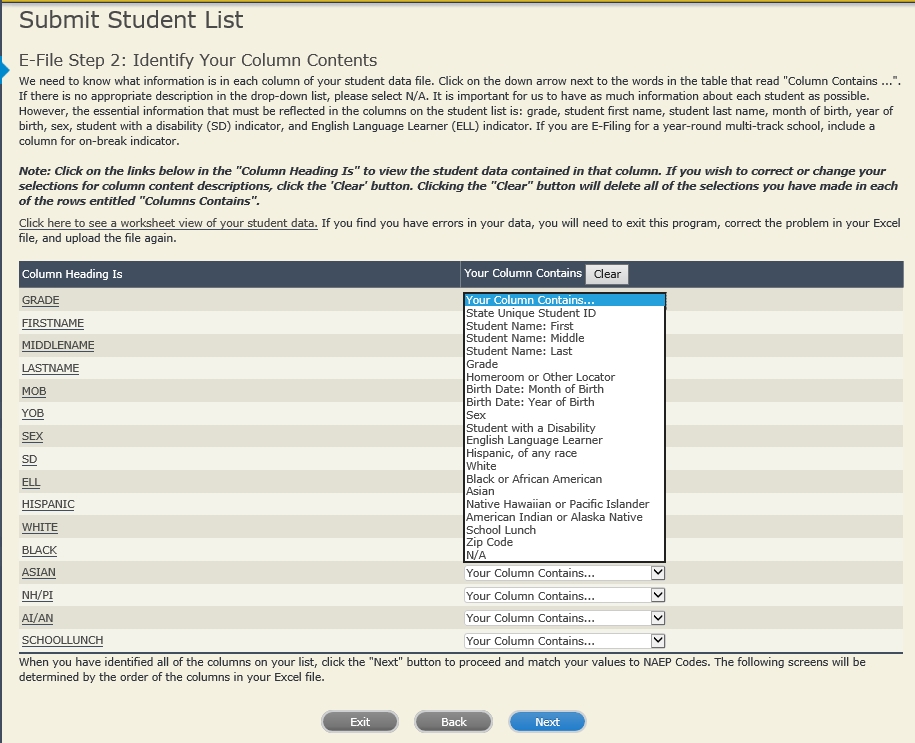 Submit Student List
E-File Step 2: Identify Your Column Contents
We need to know what information is in each column of your student data file. Click on the down arrow next to the words in the table that read "Column Contains ...".
If there is no appropriate description in the drop-down list, please select N/A. It is important for us to have as much information about each student as possible.
However, the essential information that must be reflected in the columns on the student list is: grade, student first name, student last name, month of birth, year of
birth, sex, student with a disability (SD) indicator, and English Language Learner (ELL) indicator. If you are E-Filing for a year-round multi-track school, include a
column for on-break indicator.
Note: Click on the links below in the "Column Heading Is" to view the student data contained in that column. If you wish to correct or change your
selections for column content descriptions, click the 'Clear' button. Clicking the "Clear" button will delete all of the selections you have made in each
of the rows entitled "Columns Contains".
Click here to see a worksheet view of your student data. If you find you have errors in your data, you will need to exit this program, correct the problem in your Excel
file, and upload the file again.
Column Heading Is Your Column Contains Clear
GRADE
FIRSTNAME
MIDDLENAME
LASTNAME
MOB
YOB
SEX
SD
ELL
HISPANIC
WHITE
BLACK
Your Column Contains...
State Unique Student ID
Student Name: First
Student Name: Middle
Student Name: Last
Grade
Homeroom or Other Locator
Birth Date: Month of Birth
Birth Date: Year of Birth
Sex
Student with a Disability
English Language Learner
Hispanic, of any race
White
Black or African American
Asian
Native Hawaiian or Pacific Islander
American Indian or Alaska Native
School Lunch
Zip Code
N/A
ASIAN Your Column Contains...
NH/PI Your Column Contains...
AI/AN Your Column Contains...
SCHOOLLUNCH Your Column Contains...
When you have identified all of the columns on your list, click the "Next" button to proceed and match your values to NAEP Codes. The following screens will be
determined by the order of the columns in your Excel file.
Exit Back Next